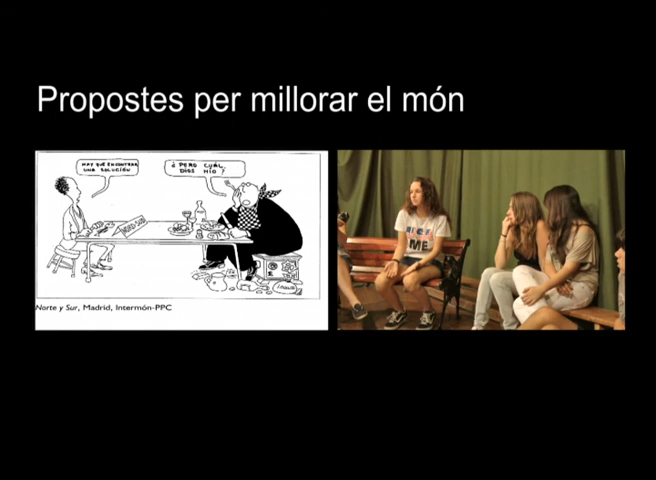 Propostes per millorar el món
HAY QUE ENCONTRAR
UNA SOLUCIÓN
¿ PERO CUÁL,
DIOS MÍO ?
ME
Norte y Sur, Madrid, Intermón-PPC